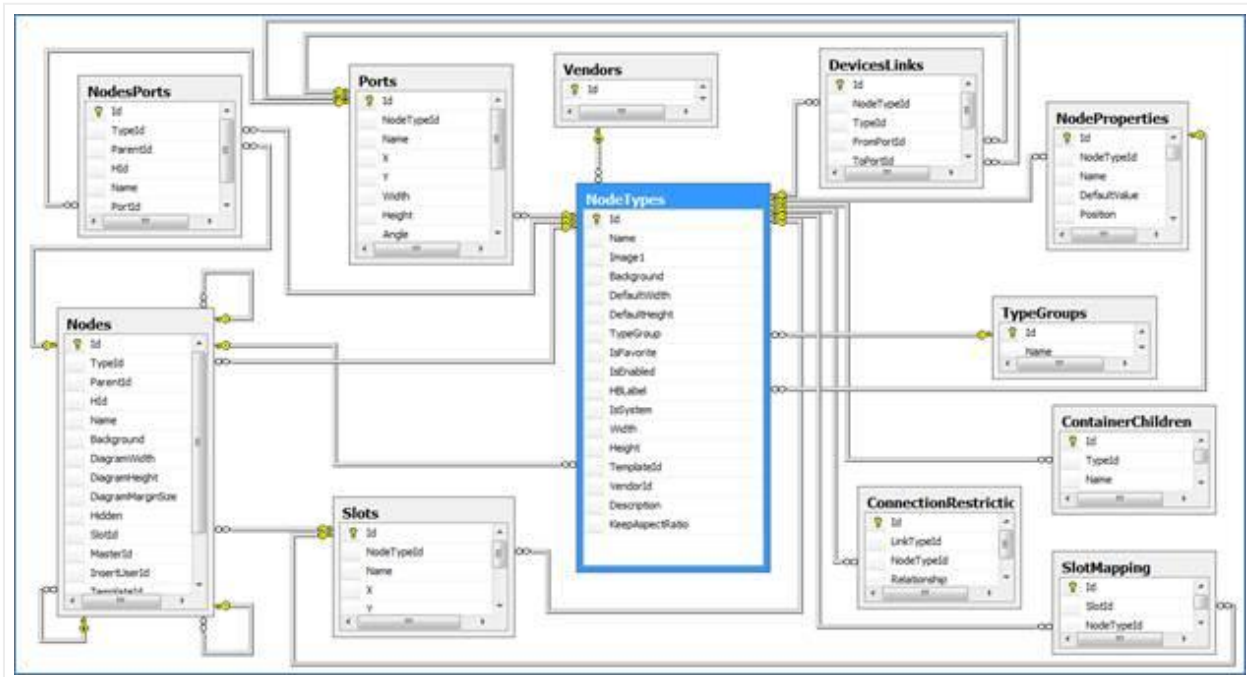 NodesPorts
Id
TypeId
ParentId
HId
Name
PortId
Ports
Id
NodeTypeId
Name
X
Y
Width
Height
Angle
Vendors
Id
DevicesLinks
Id
NodeTypeId
TypeId
FromPortId
ToPortId
NodeProperties
Id
NodeTypeId
Name
DefaultValue
Position
NodeTypes
Id
Name
Image1
Background
DefaultWidth
DefaultHeight
TypeGroup
IsFavorite
IsEnabled
HBLabel
IsSystem
Width
Height
TemplateId
VendorId
Description
KeepAspectRatio
Nodes
Id
TypeId
ParentId
HId
Name
Background
DiagramWidth
DiagramHeight
DiagramMarginSize
Hidden
SlotId
MasterId
InsertUserId
TemplateId
TypeGroups
Id
Name
ContainerChildren
Id
TypeId
Name
Slots
Id
NodeTypeId
Name
X
Y
ConnectionRestrictic
Id
LinkTypeId
NodeTypeId
Relationship
SlotMapping
Id
SlotId
NodeTypeId